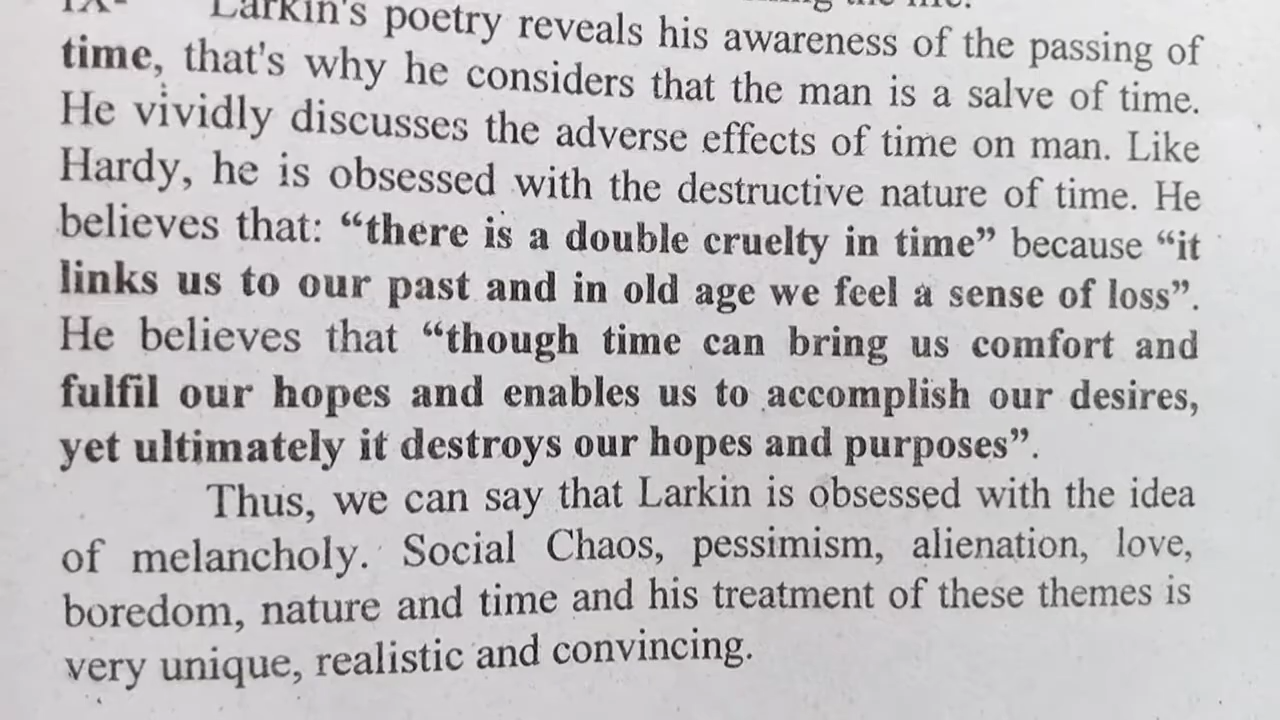 IX- Larkin's poetry reveals his awareness of the passing of
time, that's why he considers that the man is a salve of time.
He vividly discusses the adverse effects of time on man. Like
Hardy, he is obsessed with the destructive nature of time. He
believes that: “there is a double cruelty in time” because “it
links us to our past and in old age we feel a sense of loss”.
He believes that “though time can bring us comfort and
fulfil our hopes and enables us to accomplish our desires,
yet ultimately it destroys our hopes and purposes”.
Thus, we can say that Larkin is obsessed with the idea
of melancholy. Social Chaos, pessimism, alienation, love,
boredom, nature and time and his treatment of these themes is
very unique, realistic and convincing.